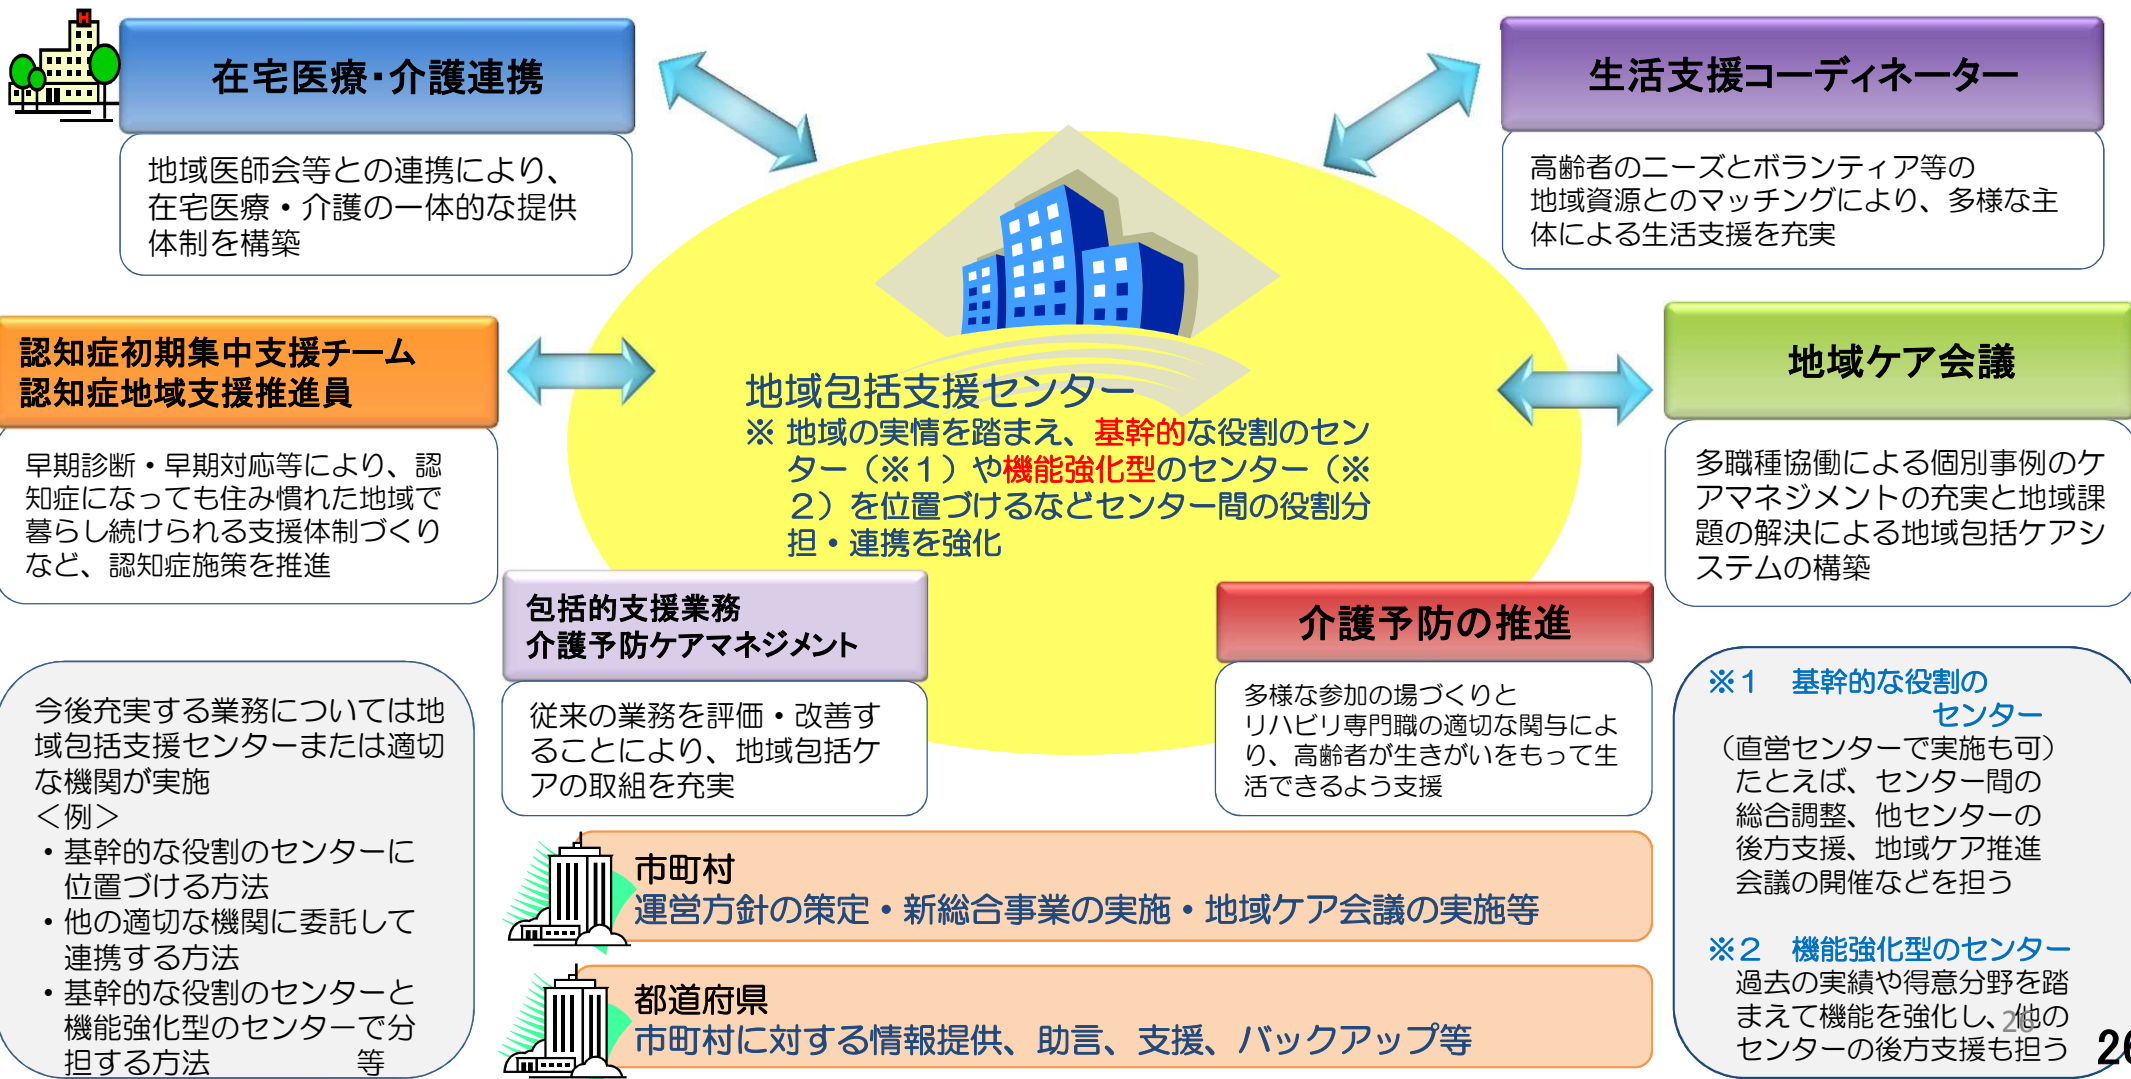 在宅医療・介護連携
地域医師会等との連携により、
在宅医療・介護の一体的な提供
体制を構築
生活支援コーディネーター
高齢者のニーズとボランティア等の
地域資源とのマッチングにより、多様な主
体による生活支援を充実
認知症初期集中支援チーム
認知症地域支援推進員
早期診断・早期対応等により、認
知症になっても住み慣れた地域で
暮らし続けられる支援体制づくり
など、認知症施策を推進
地域包括支援センター
※ 地域の実情を踏まえ、基幹的な役割のセン
ター（※１）や機能強化型のセンター（※
２）を位置づけるなどセンター間の役割分
担・連携を強化
地域ケア会議
多職種協働による個別事例のケ
アマネジメントの充実と地域課
題の解決による地域包括ケアシ
ステムの構築
包括的支援業務
介護予防ケアマネジメント
従来の業務を評価・改善す
ることにより、地域包括ケ
アの取組を充実
介護予防の推進
多様な参加の場づくりと
リハビリ専門職の適切な関与によ
り、高齢者が生きがいをもって生
活できるよう支援
今後充実する業務については地
域包括支援センターまたは適切
な機関が実施
＜例＞
・基幹的な役割のセンターに
位置づける方法
・他の適切な機関に委託して
連携する方法
・基幹的な役割のセンターと
機能強化型のセンターで分
担する方法　等
市町村
運営方針の策定・新総合事業の実施・地域ケア会議の実施等
都道府県
市町村に対する情報提供、助言、支援、バックアップ等
※１　基幹的な役割の
センター
（直営センターで実施も可）
たとえば、センター間の
総合調整、他センターの
後方支援、地域ケア推進
会議の開催などを担う
※２　機能強化型のセンター
過去の実績や得意分野を踏
まえて機能を強化し、他の
センターの後方支援も担う
26
26